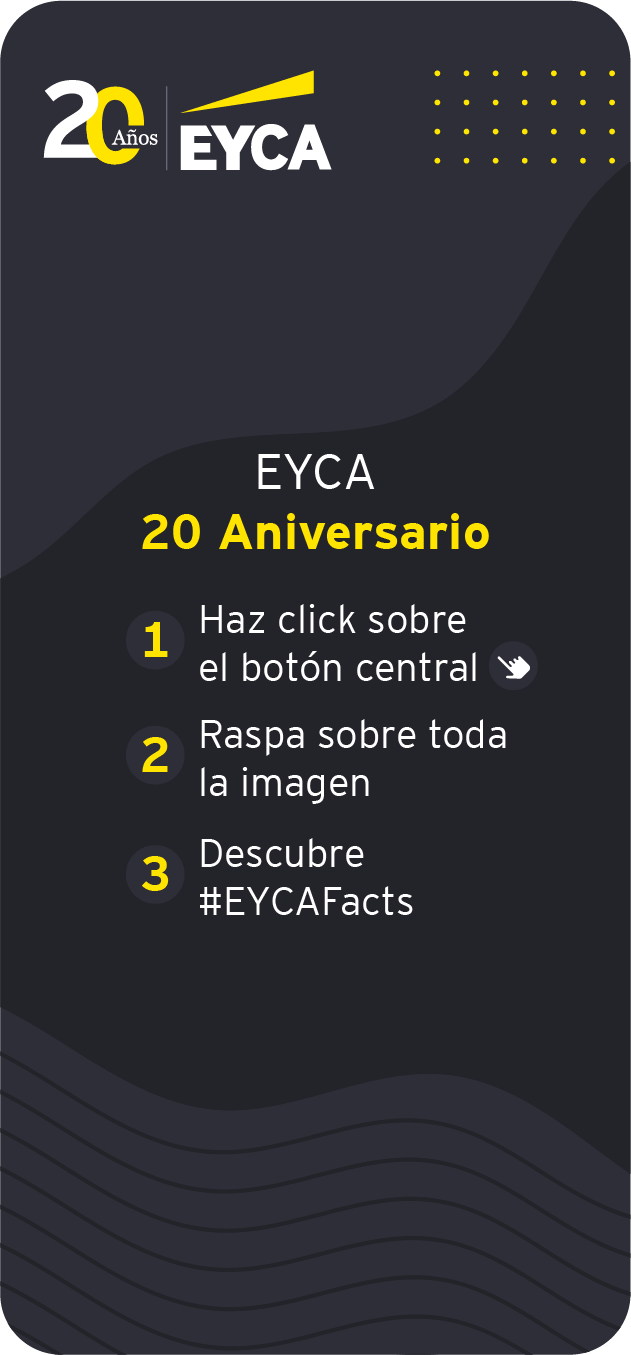 20 Años
EYCA
EYCA
20 Aniversario
1 Haz click sobre
el botón central
2 Raspa sobre toda
la imagen
3 Descubre
#EYCAFacts